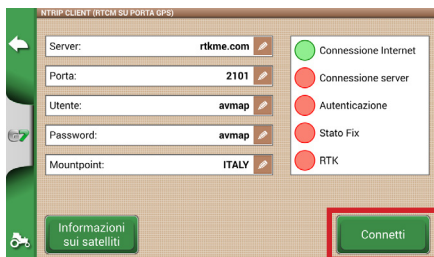 NTRIP CLIENT (RTCM SU PORTA GPS)
Server: rtkme.com
Porta: 2101
Utente: avmap
Password: avmap
Mountpoint: ITALY
Connessione Internet
Connessione server
Autenticazione
Stato Fix
RTK
Informazioni
sui satelliti
Connetti